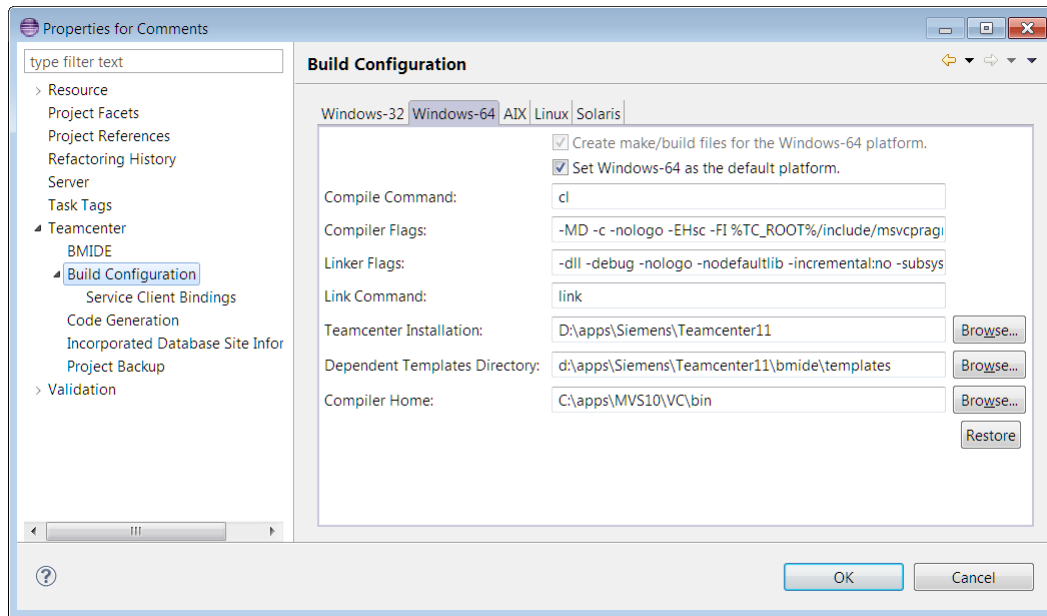 Properties for Comments
type filter text
Resource
Project Facets
Project References
Refactoring History
Server
Task Tags
Teamcenter
BMIDE
Build Configuration
Service Client Bindings
Code Generation
Incorporated Database Site Infor
Project Backup
Validation
Build Configuration
Windows-32 Windows-64 AIX Linux Solaris
Create make/build files for the Windows-64 platform.
Set Windows-64 as the default platform.
Compile Command: cl
Compiler Flags: -MD -c -nologo -EHsc -FI %TC_ROOT%/include/msvcpragi
Linker Flags: -dll -debug -nologo -nodefaultlib -incremental:no -subsys
Link Command: link
Teamcenter Installation: D:\apps\Siemens\Teamcenter11 Browse...
Dependent Templates Directory: d:\apps\Siemens\Teamcenter11\bmide\templates Browse...
Compiler Home: C:\apps\MVS10\VC\bin Browse...
Restore
OK Cancel